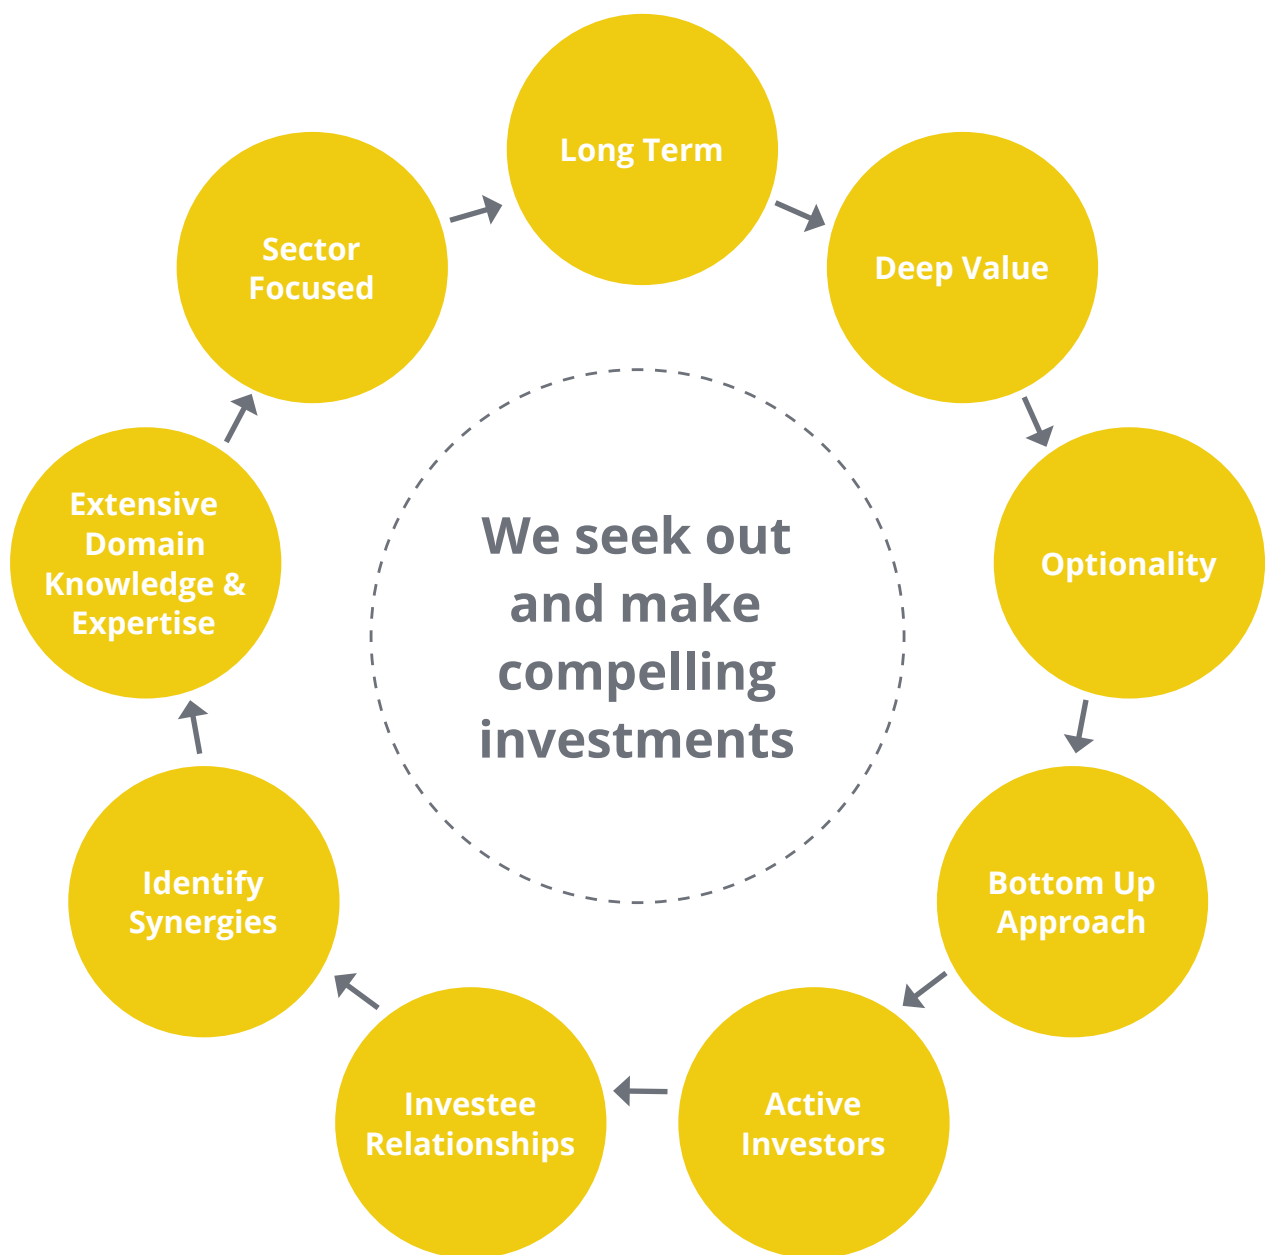 Long Term
Deep Value
Optionality
Bottom Up
Approach
Active
Investors
Investee
Relationships
Identify
Synergies
Extensive
Domain
Knowledge &
Expertise
Sector
Focused
We seek out
and make
compelling
investments